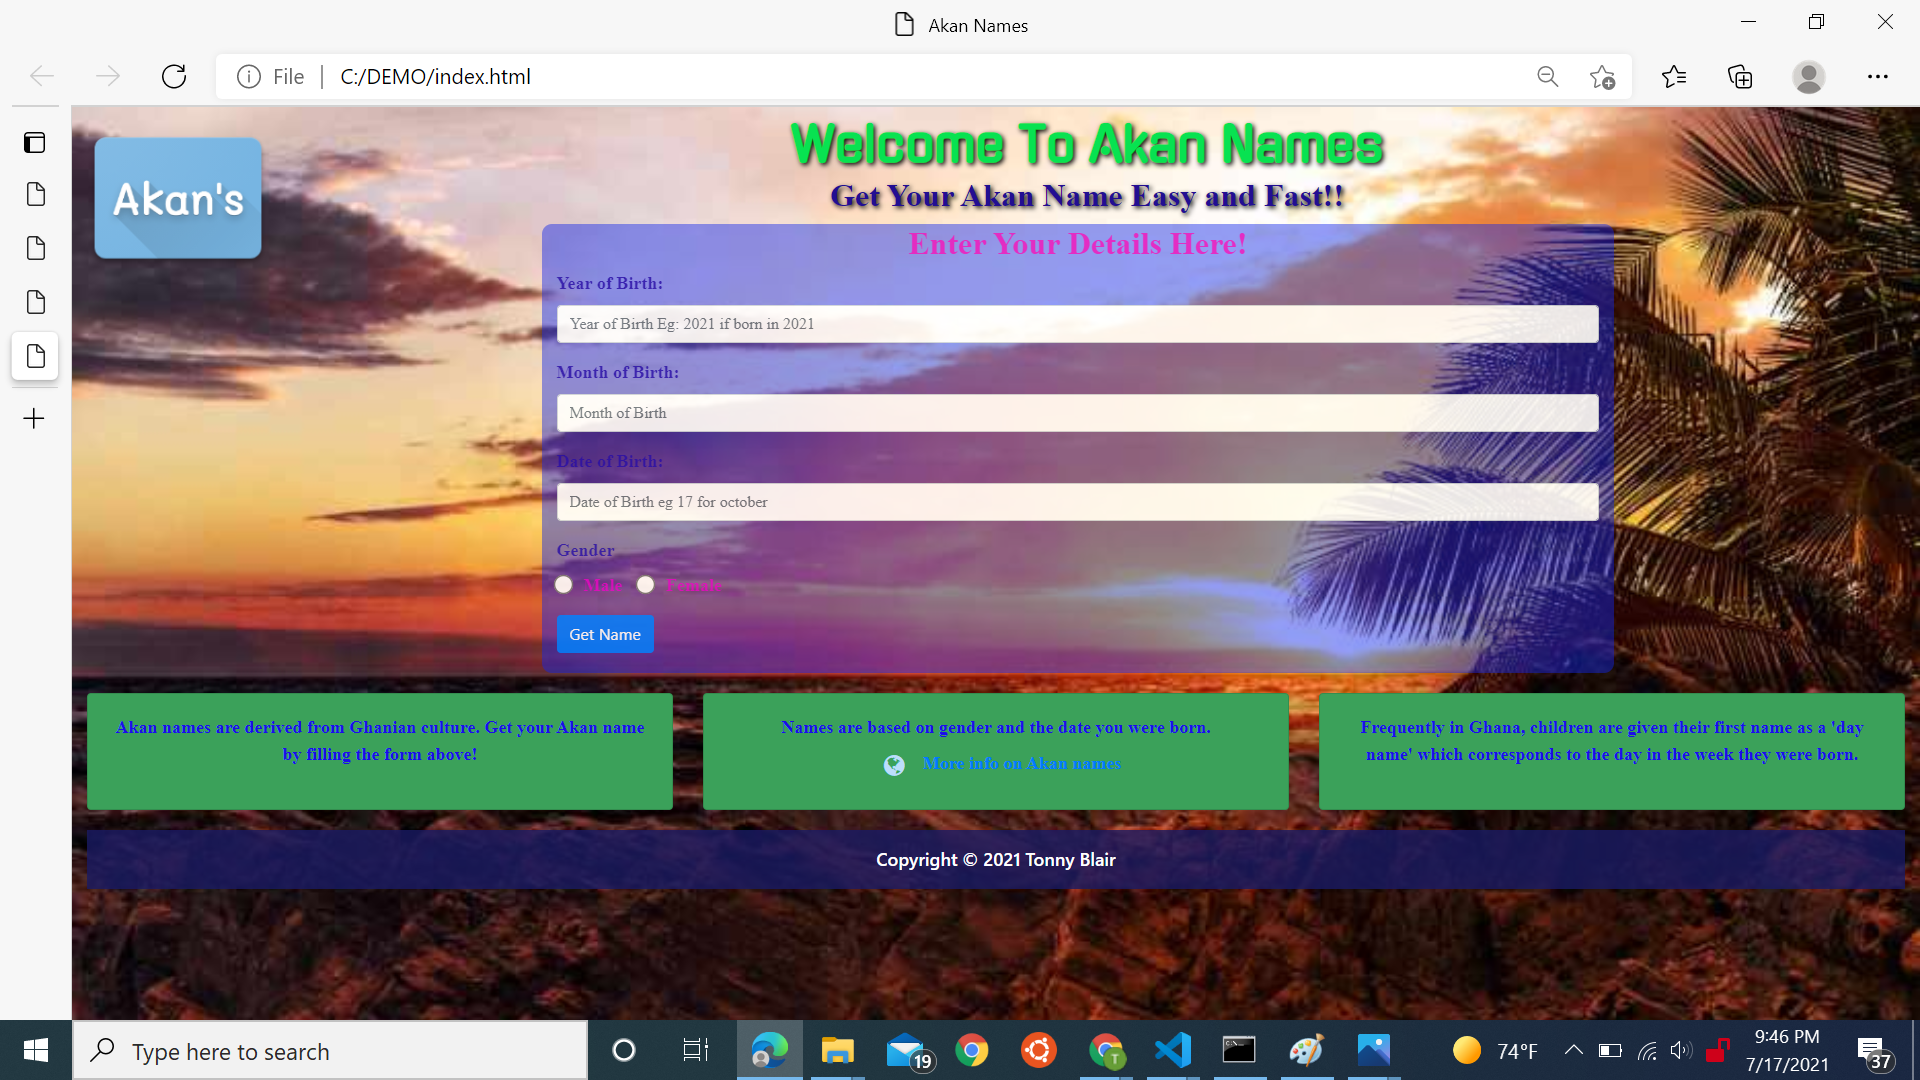 Akan Names
File
C:/DEMO/index.html
Akan's
Welcome To Akan Names
Get Your Akan Name Easy and Fast!!
Enter Your Details Here!
Year of Birth:
Year of Birth Eg: 2021 if born in 2021
Month of Birth:
Month of Birth
Date of Birth:
Date of Birth eg 17 for october
Gender
Male Female
Get Name
Akan names are derived from Ghanian culture. Get your Akan name
by filling the form above!
Names are based on gender and the date you were born.
More info on Akan names
Frequently in Ghana, children are given their first name as a 'day
name' which corresponds to the day in the week they were born.
Copyright © 2021 Tonny Blair
Type here to search
19
T
74°F
9:46 PM
7/17/2021
37